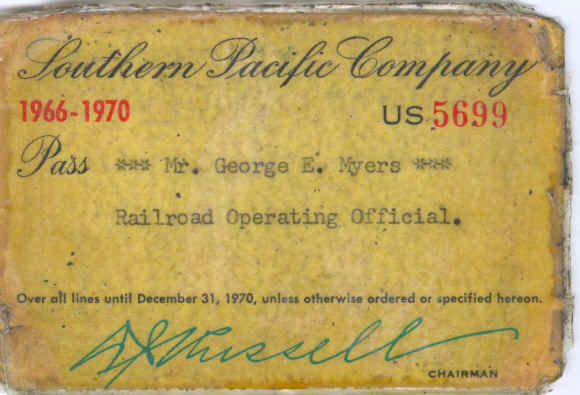 Southern Pacific Company
1966-1970 US 5699
Pass *** Mr. George E. Myers ***
Railroad Operating Official.
Over all lines until December 31, 1970, unless otherwise ordered or specified hereon.
D J Russell
CHAIRMAN